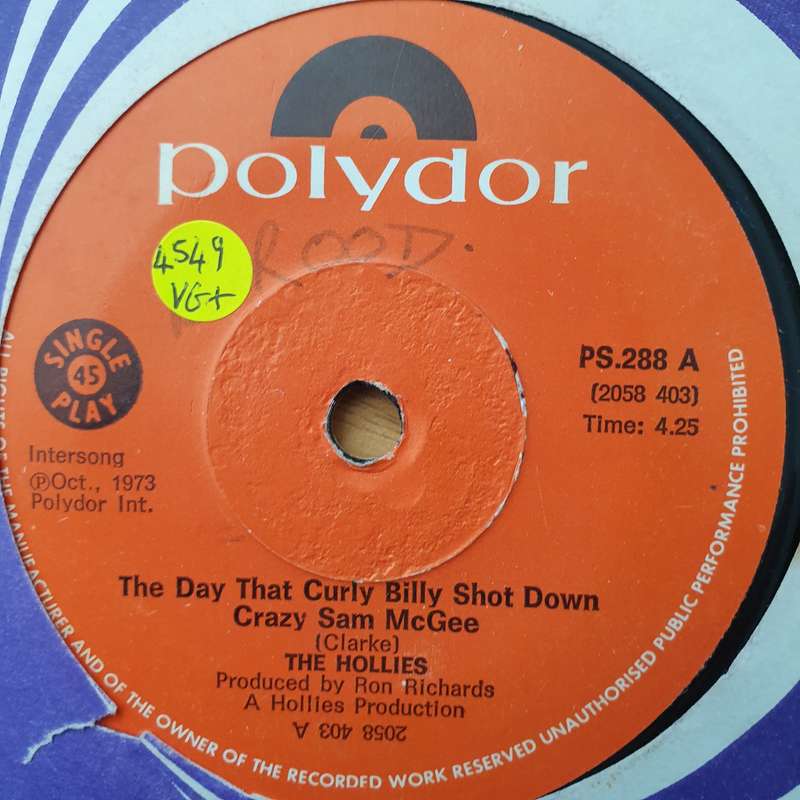 polydor
4549
VG+
SINGLE
45
PLAY
PS.288 A
(2058 403)
Time: 4.25
Intersong
ⓅOct., 1973
Polydor Int.
The Day That Curly Billy Shot Down
Crazy Sam McGee
(Clarke)
THE HOLLIES
Produced by Ron Richards
A Hollies Production
2058 403 A
ALL RIGHTS OF THE MANUFACTURER AND OF THE OWNER OF THE RECORDED WORK RESERVED UNAUTHORISED PUBLIC PERFORMANCE PROHIBITED